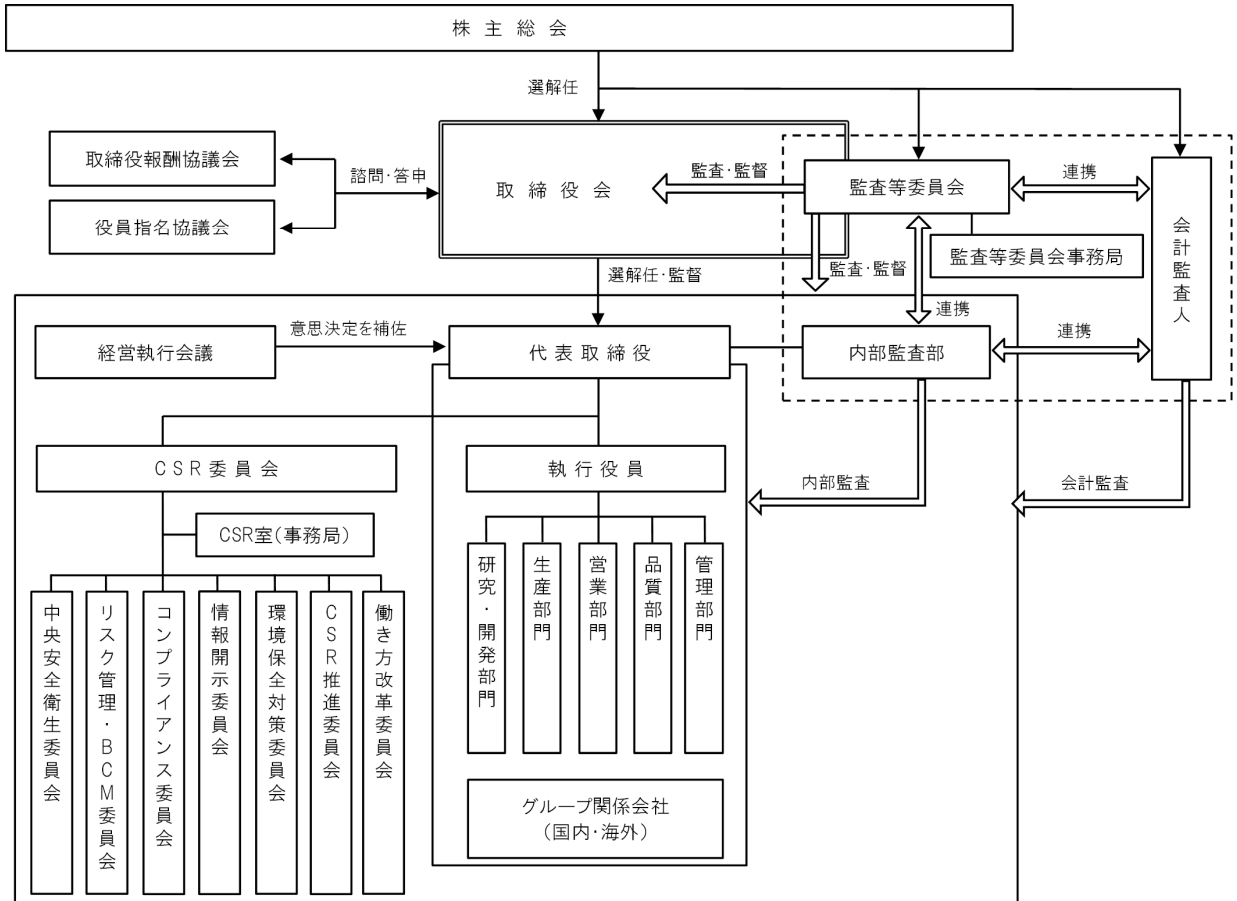 株主総会
選解任
取締役報酬協議会
役員指名協議会
諮問・答申
取締役会
監査・監督
監査等委員会
連携
会計監査人
監査等委員会事務局
選解任・監督
監査・監督
連携
経営執行会議
意思決定を補佐
代表取締役
内部監査部
連携
CSR委員会
執行役員
内部監査
会計監査
CSR室(事務局)
中央安全衛生委員会
リスク管理・BCM委員会
コンプライアンス委員会
情報開示委員会
環境保全対策委員会
CSR推進委員会
働き方改革委員会
研究・開発部門
生産部門
営業部門
品質部門
管理部門
グループ関係会社
(国内・海外)